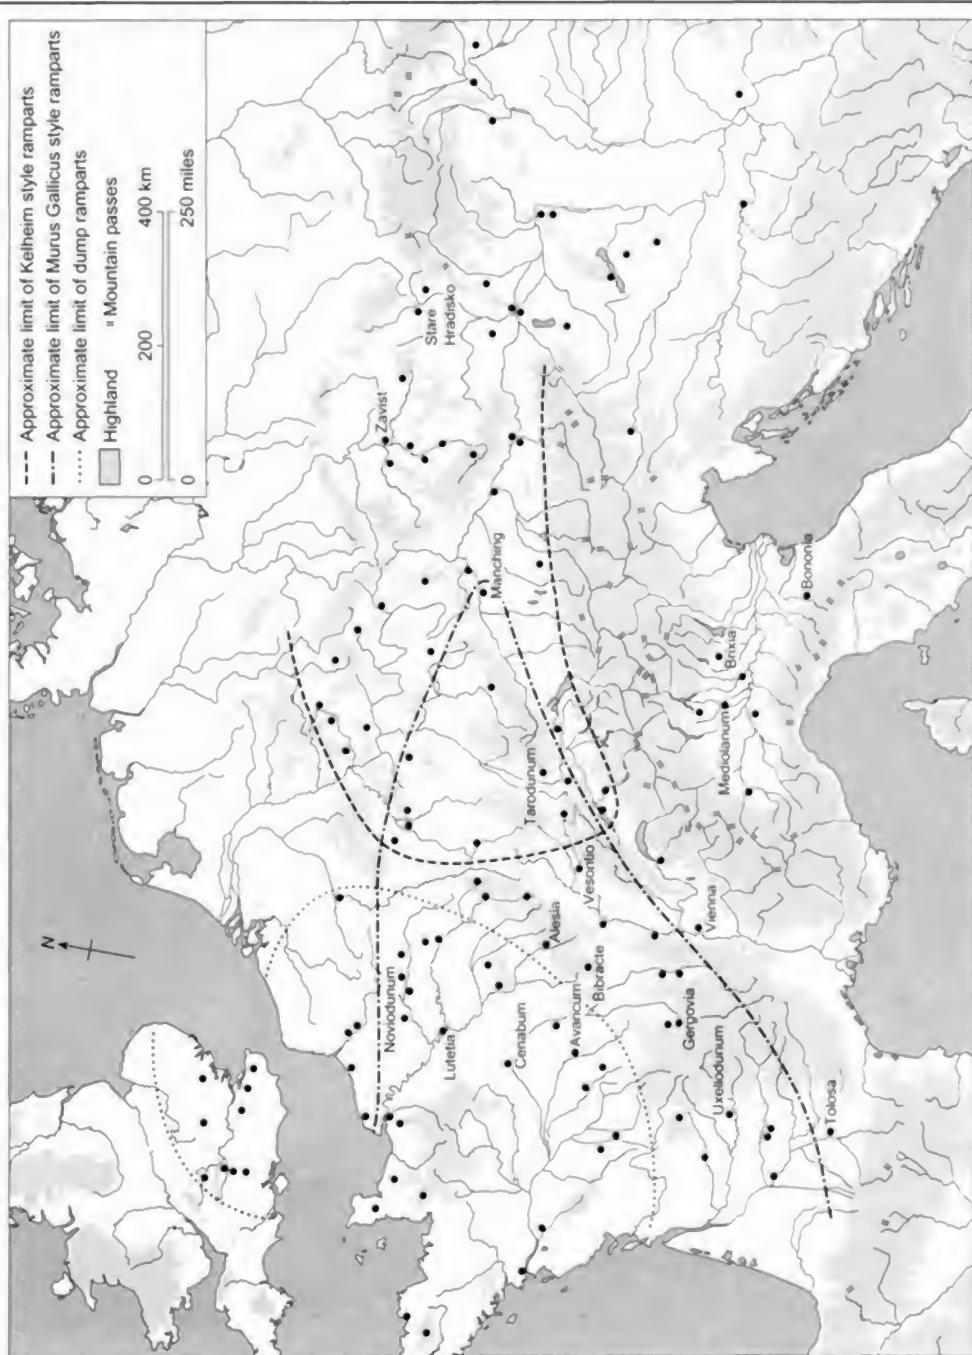 Approximate limit of Kelheim style ramparts
Approximate limit of Murus Gallicus style ramparts
Approximate limit of dump ramparts
Highland
Mountain passes
0 200 400 km
0 250 miles
N
Stare
Hradisko
Zavist
Manching
Noviodunum
Lutetia
Cenabum
Alesia
Avancum
Bibracte
Tarodunum
Vesontio
Vienna
Gergovia
Uxellodunum
Tolosa
Mediolanum
Brixia
Bononia